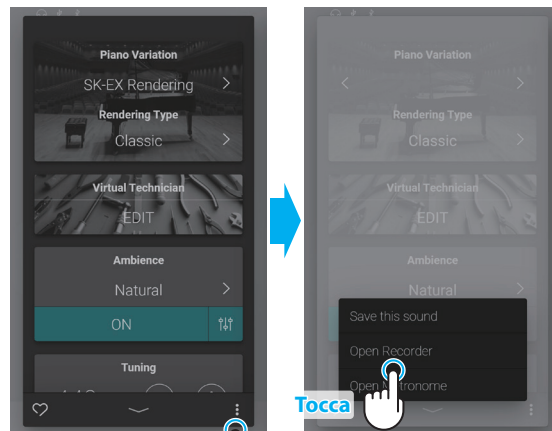 Piano Variation
SK-EX Rendering
Rendering Type
Classic
Virtual Technician
EDIT
Ambience
Natural
ON
Tuning
Piano Variation
Rendering Type
Classic
Virtual Technician
EDIT
Ambience
Natural
Save this sound
Open Recorder
Open Metronome
Tocca